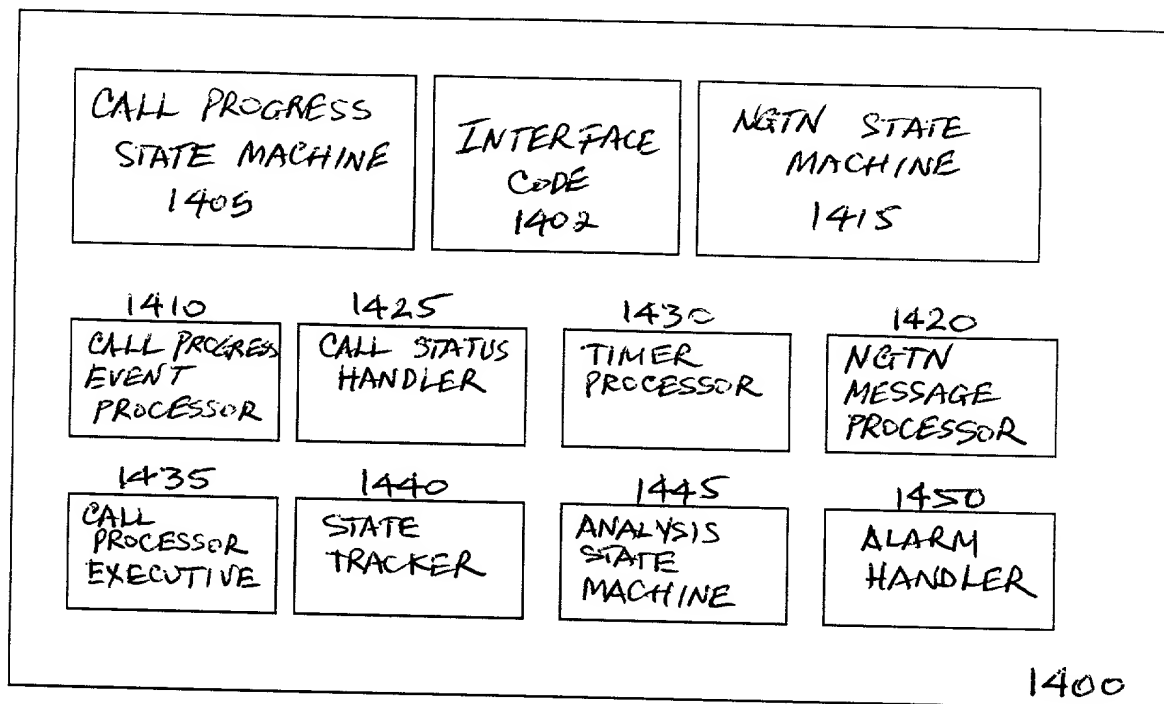 CALL PROGRESS
STATE MACHINE
1405
INTERFACE
CODE
1402
NGTN STATE
MACHINE
1415
1410
CALL PROGRESS
EVENT
PROCESSOR
1425
CALL STATUS
HANDLER
1430
TIMER
PROCESSOR
1420
NGTN
MESSAGE
PROCESSOR
1435
CALL
PROCESSOR
EXECUTIVE
1440
STATE
TRACKER
1445
ANALYSIS
STATE
MACHINE
1450
ALARM
HANDLER
1400